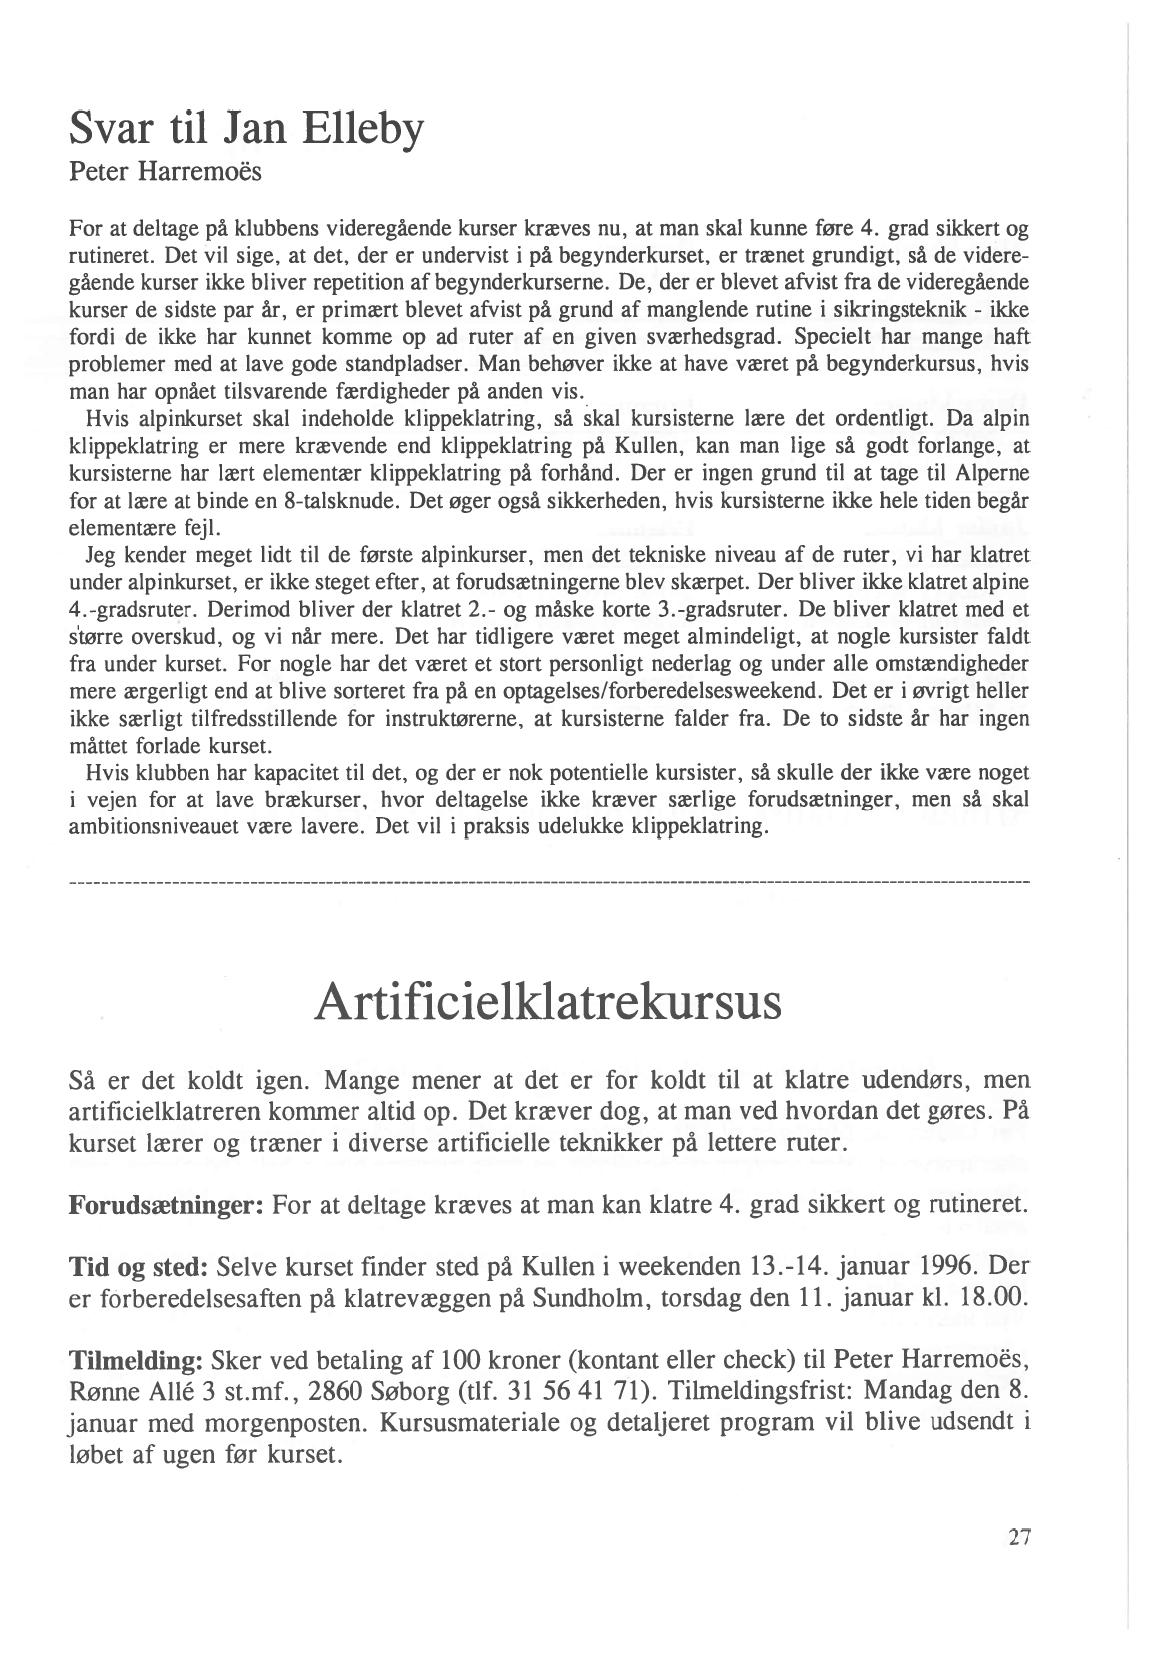 Svar til Jan Elleby
Peter Harremoës
For at deltage på klubbens videregående kurser kræves nu, at man skal kunne føre 4. grad sikkert og
rutineret. Det vil sige, at det, der er undervist i på begynderkurset, er trænet grundigt, så de videre-
gående kurser ikke bliver repetition af begynderkurserne. De, der er blevet afvist fra de videregående
kurser de sidste par år, er primært blevet afvist på grund af manglende rutine i sikringsteknik - ikke
fordi de ikke har kunnet komme op ad ruter af en given sværhedsgrad. Specielt har mange haft
problemer med at lave gode standpladser. Man behøver ikke at have været på begynderkursus, hvis
man har opnået tilsvarende færdigheder på anden vis.
Hvis alpinkurset skal indeholde klippeklatring, så skal kursisterne lære det ordentligt. Da alpin
klippeklatring er mere krævende end klippeklatring på Kullen, kan man lige så godt forlange, at
kursisterne har lært elementær klippeklatring på forhånd. Der er ingen grund til at tage til Alperne
for at lære at binde en 8-talsknude. Det øger også sikkerheden, hvis kursisterne ikke hele tiden begår
elementære fejl.
Jeg kender meget lidt til de første alpinkurser, men det tekniske niveau af de ruter, vi har klatret
under alpinkurset, er ikke steget efter, at forudsætningerne blev skærpet. Der bliver ikke klatret alpine
4.-gradsruter. Derimod bliver der klatret 2.- og måske korte 3.-gradsruter. De bliver klatret med et
større overskud, og vi når mere. Det har tidligere været meget almindeligt, at nogle kursister faldt
fra under kurset. For nogle har det været et stort personligt nederlag og under alle omstændigheder
mere ærgerligt end at blive sorteret fra på en optagelses/forberedelsesweekend. Det er i øvrigt heller
ikke særligt tilfredsstillende for instruktørerne, at kursisterne falder fra. De to sidste år har ingen
måttet forlade kurset.
Hvis klubben har kapacitet til det, og der er nok potentielle kursister, så skulle der ikke være noget
i vejen for at lave brækurser, hvor deltagelse ikke kræver særlige forudsætninger, men så skal
ambitionsniveauet være lavere. Det vil i praksis udelukke klippeklatring.
Artificielklatrekursus
Så er det koldt igen. Mange mener at det er for koldt til at klatre udendørs, men
artificielklatreren kommer altid op. Det kræver dog, at man ved hvordan det gøres. På
kurset lærer og træner i diverse artificielle teknikker på lettere ruter.
Forudsætninger: For at deltage kræves at man kan klatre 4. grad sikkert og rutineret.
Tid og sted: Selve kurset finder sted på Kullen i weekenden 13.-14. januar 1996. Der
er forberedelsesaften på klatrevæggen på Sundholm, torsdag den 11. januar kl. 18.00.
Tilmelding: Sker ved betaling af 100 kroner (kontant eller check) til Peter Harremoës,
Rønne Allé 3 st.mf., 2860 Søborg (tlf. 31 56 41 71). Tilmeldingsfrist: Mandag den 8.
januar med morgenposten. Kursusmateriale og detaljeret program vil blive udsendt i
løbet af ugen før kurset.
27